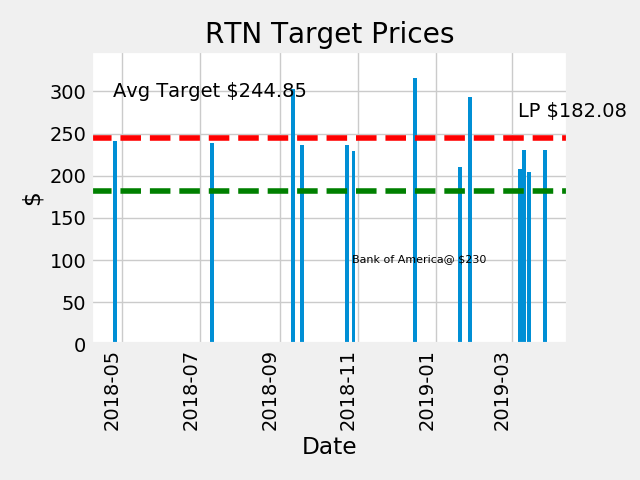 RTN Target Prices
Avg Target $244.85
LP $182.08
Bank of America@ $230
$
300
250
200
150
100
50
0
2018-05
2018-07
2018-09
2018-11
2019-01
2019-03
Date